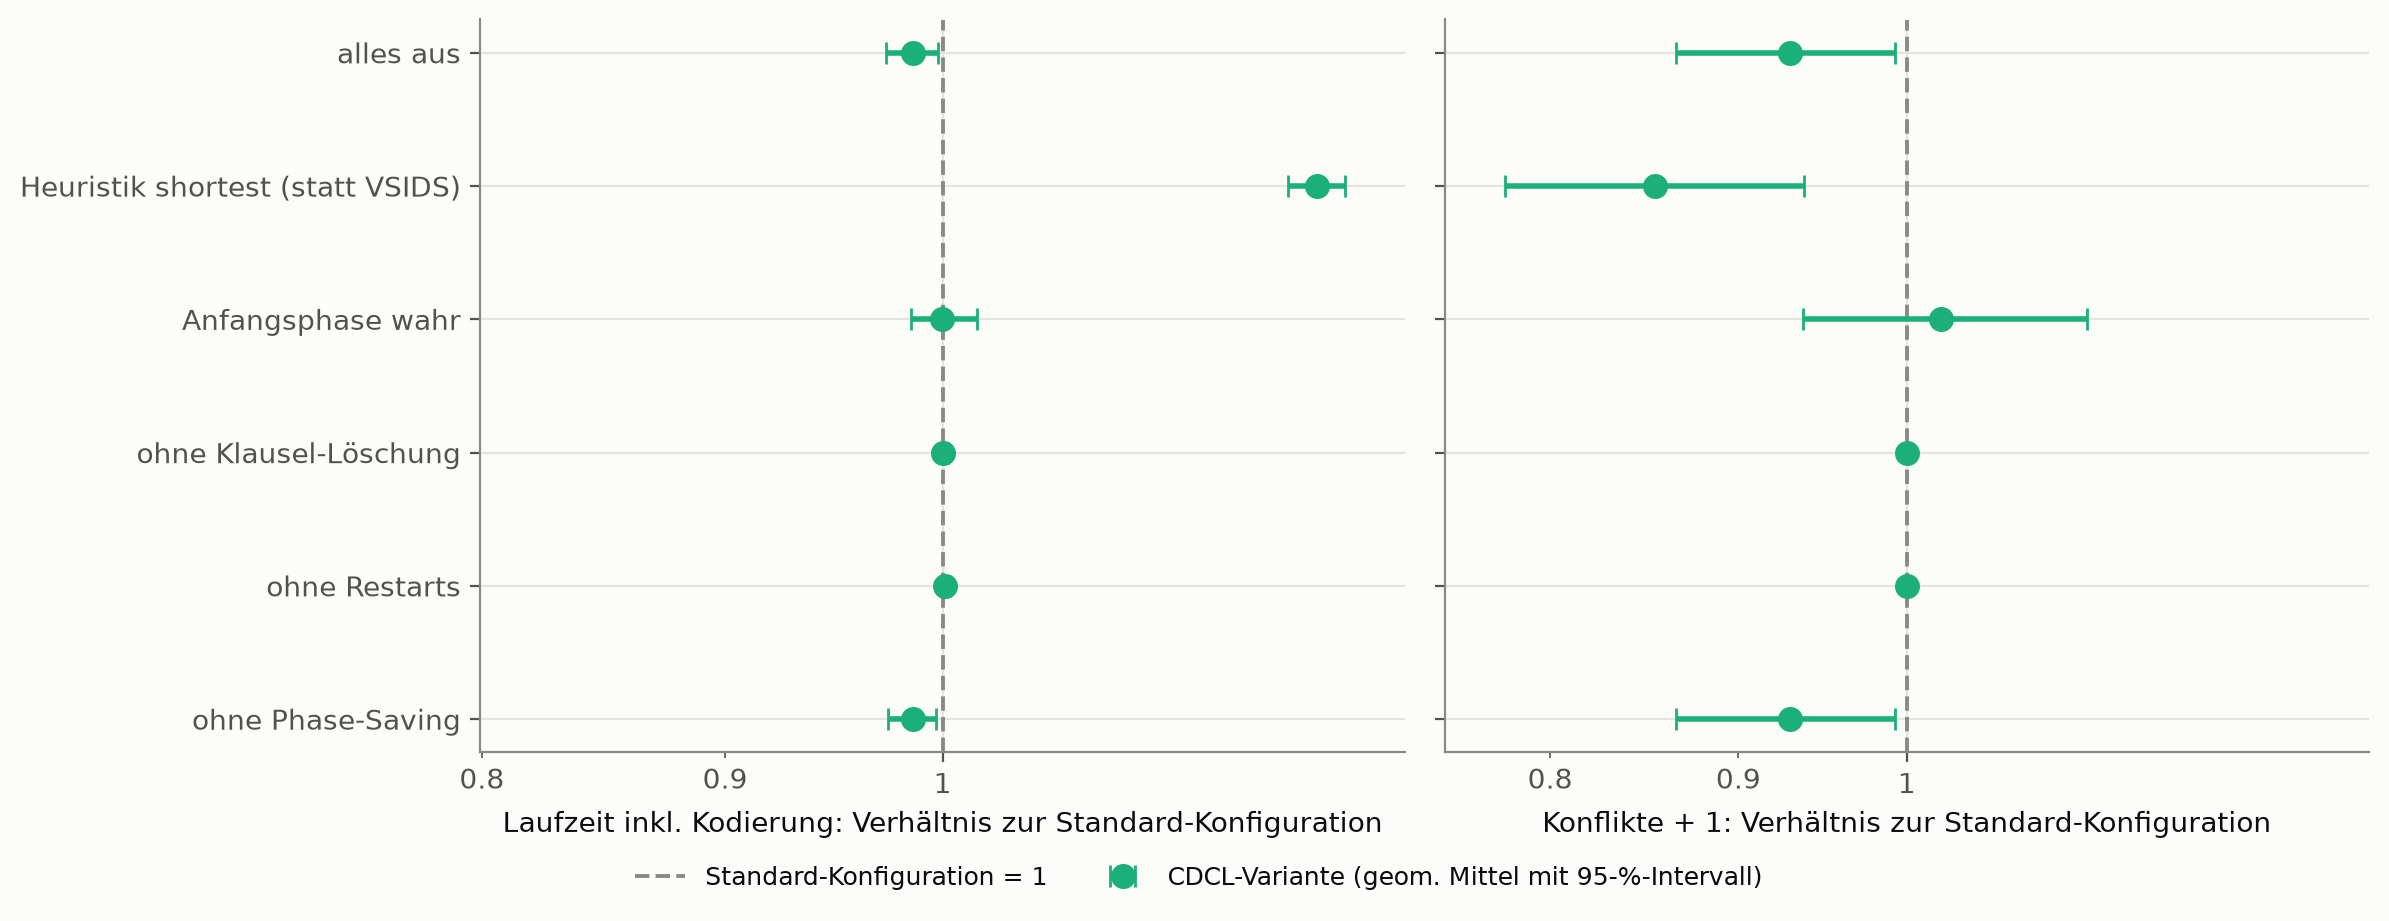 alles aus
Heuristik shortest (statt VSIDS)
Anfangsphase wahr
ohne Klausel-Löschung
ohne Restarts
ohne Phase-Saving
0.8 0.9 1
Laufzeit inkl. Kodierung: Verhältnis zur Standard-Konfiguration
0.8 0.9 1
Konflikte + 1: Verhältnis zur Standard-Konfiguration
Standard-Konfiguration = 1
CDCL-Variante (geom. Mittel mit 95-%-Intervall)